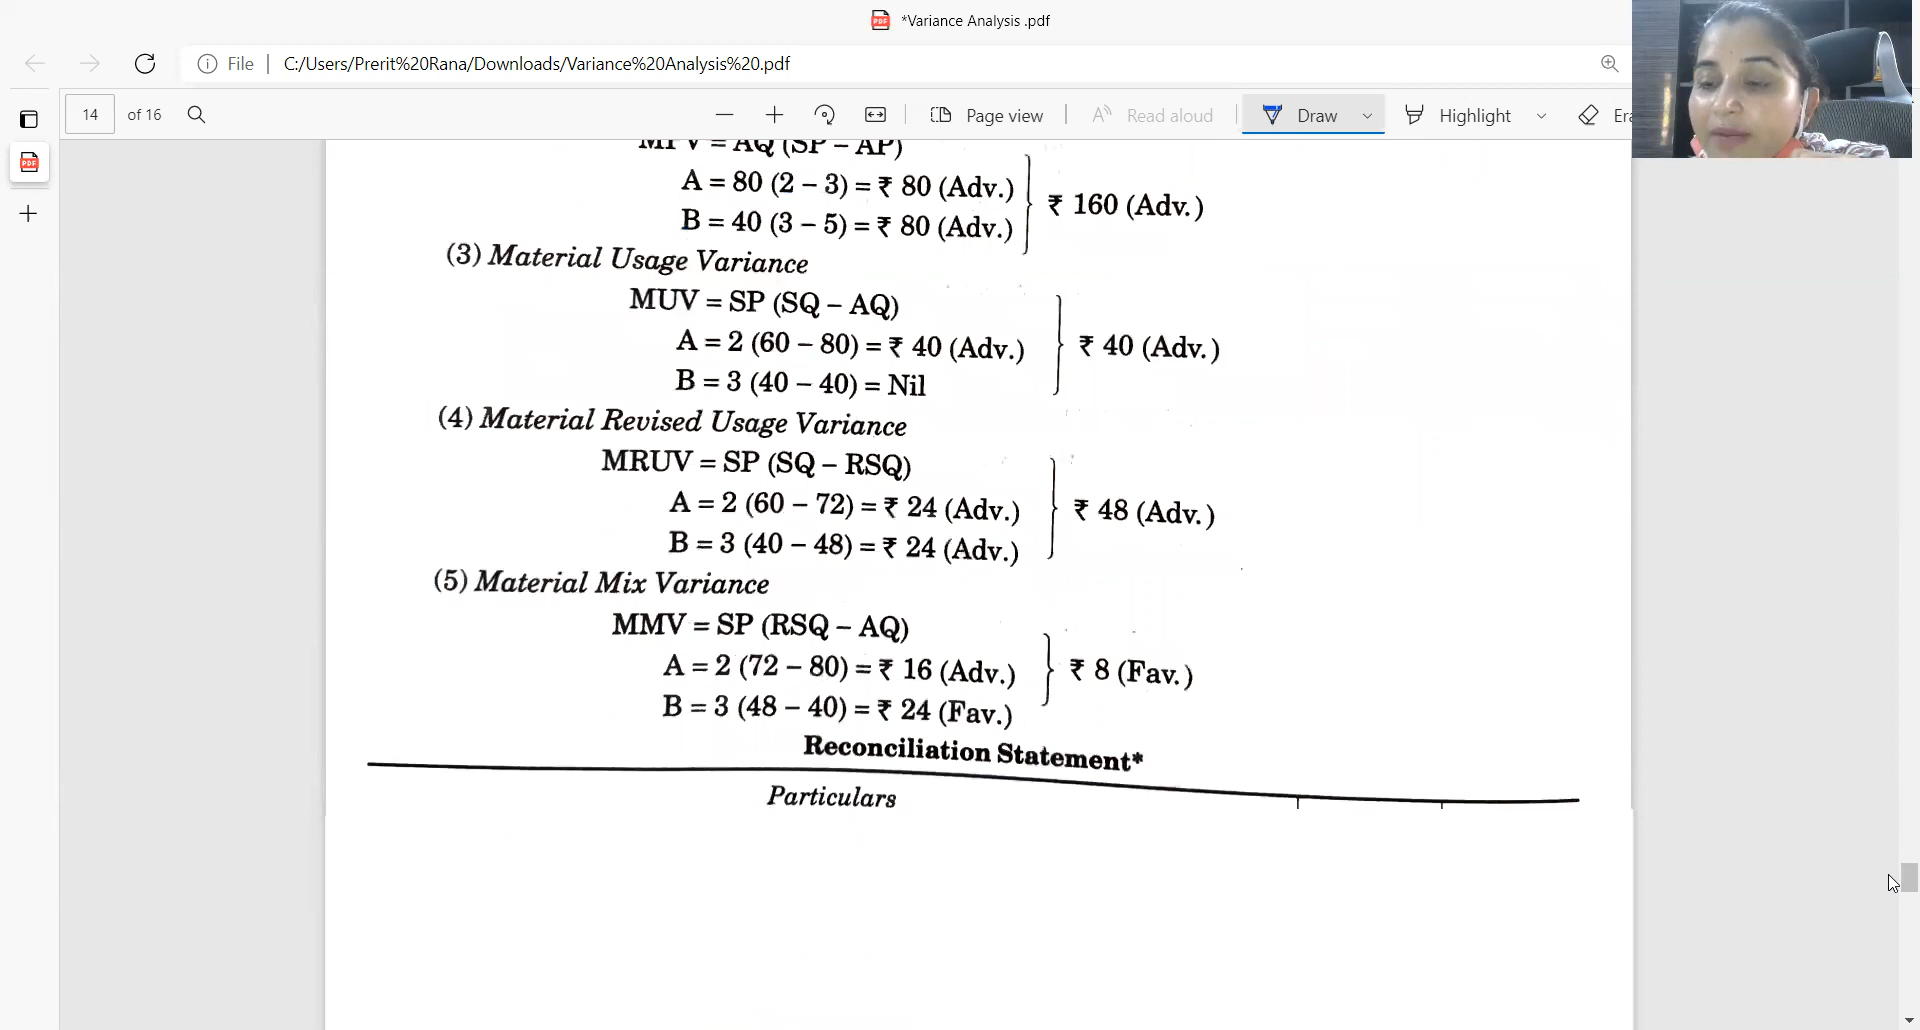 *Variance Analysis .pdf
File | C:/Users/Prerit%20Rana/Downloads/Variance%20Analysis%20.pdf
14 of 16 Page view Read aloud Draw Highlight
= AQ (SP – AP)
A = 80 (2 – 3) = ₹ 80 (Adv.)
₹ 160 (Adv.)
B = 40 (3 – 5) = ₹ 80 (Adv.)
(3) Material Usage Variance
MUV = SP (SQ – AQ)
A = 2 (60 – 80) = ₹ 40 (Adv.)
₹ 40 (Adv.)
B = 3 (40 – 40) = Nil
(4) Material Revised Usage Variance
MRUV = SP (SQ – RSQ)
A = 2 (60 – 72) = ₹ 24 (Adv.)
₹ 48 (Adv.)
B = 3 (40 – 48) = ₹ 24 (Adv.)
(5) Material Mix Variance
MMV = SP (RSQ – AQ)
A = 2 (72 – 80) = ₹ 16 (Adv.)
₹ 8 (Fav.)
B = 3 (48 – 40) = ₹ 24 (Fav.)
Reconciliation Statement*
Particulars